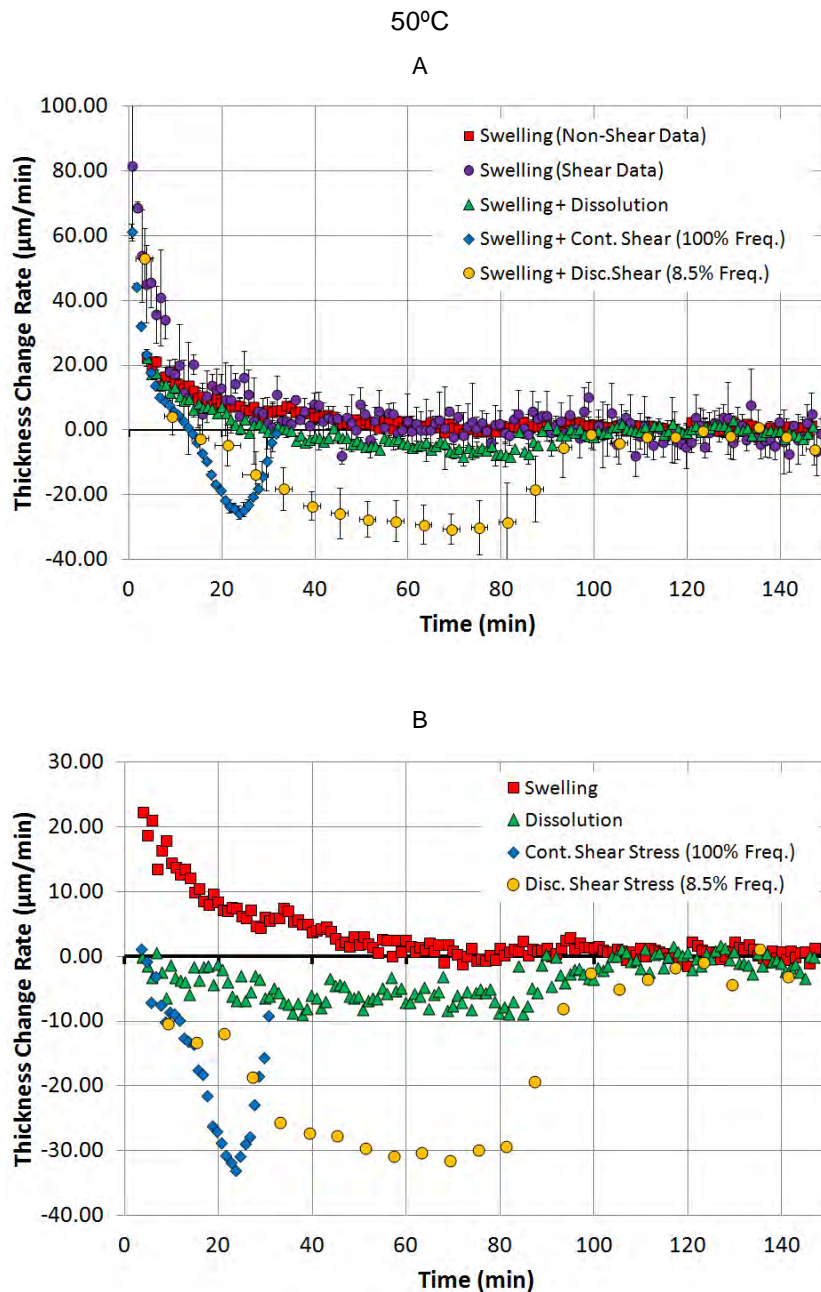 50ºC
A
100.00
80.00
60.00
40.00
20.00
0.00
-20.00
-40.00
Thickness Change Rate (µm/min)
Swelling (Non-Shear Data)
Swelling (Shear Data)
Swelling + Dissolution
Swelling + Cont. Shear (100% Freq.)
Swelling + Disc.Shear (8.5% Freq.)
0 20 40 60 80 100 120 140
Time (min)
B
30.00
20.00
10.00
0.00
-10.00
-20.00
-30.00
-40.00
Thickness Change Rate (µm/min)
Swelling
Dissolution
Cont. Shear Stress (100% Freq.)
Disc. Shear Stress (8.5% Freq.)
0 20 40 60 80 100 120 140
Time (min)